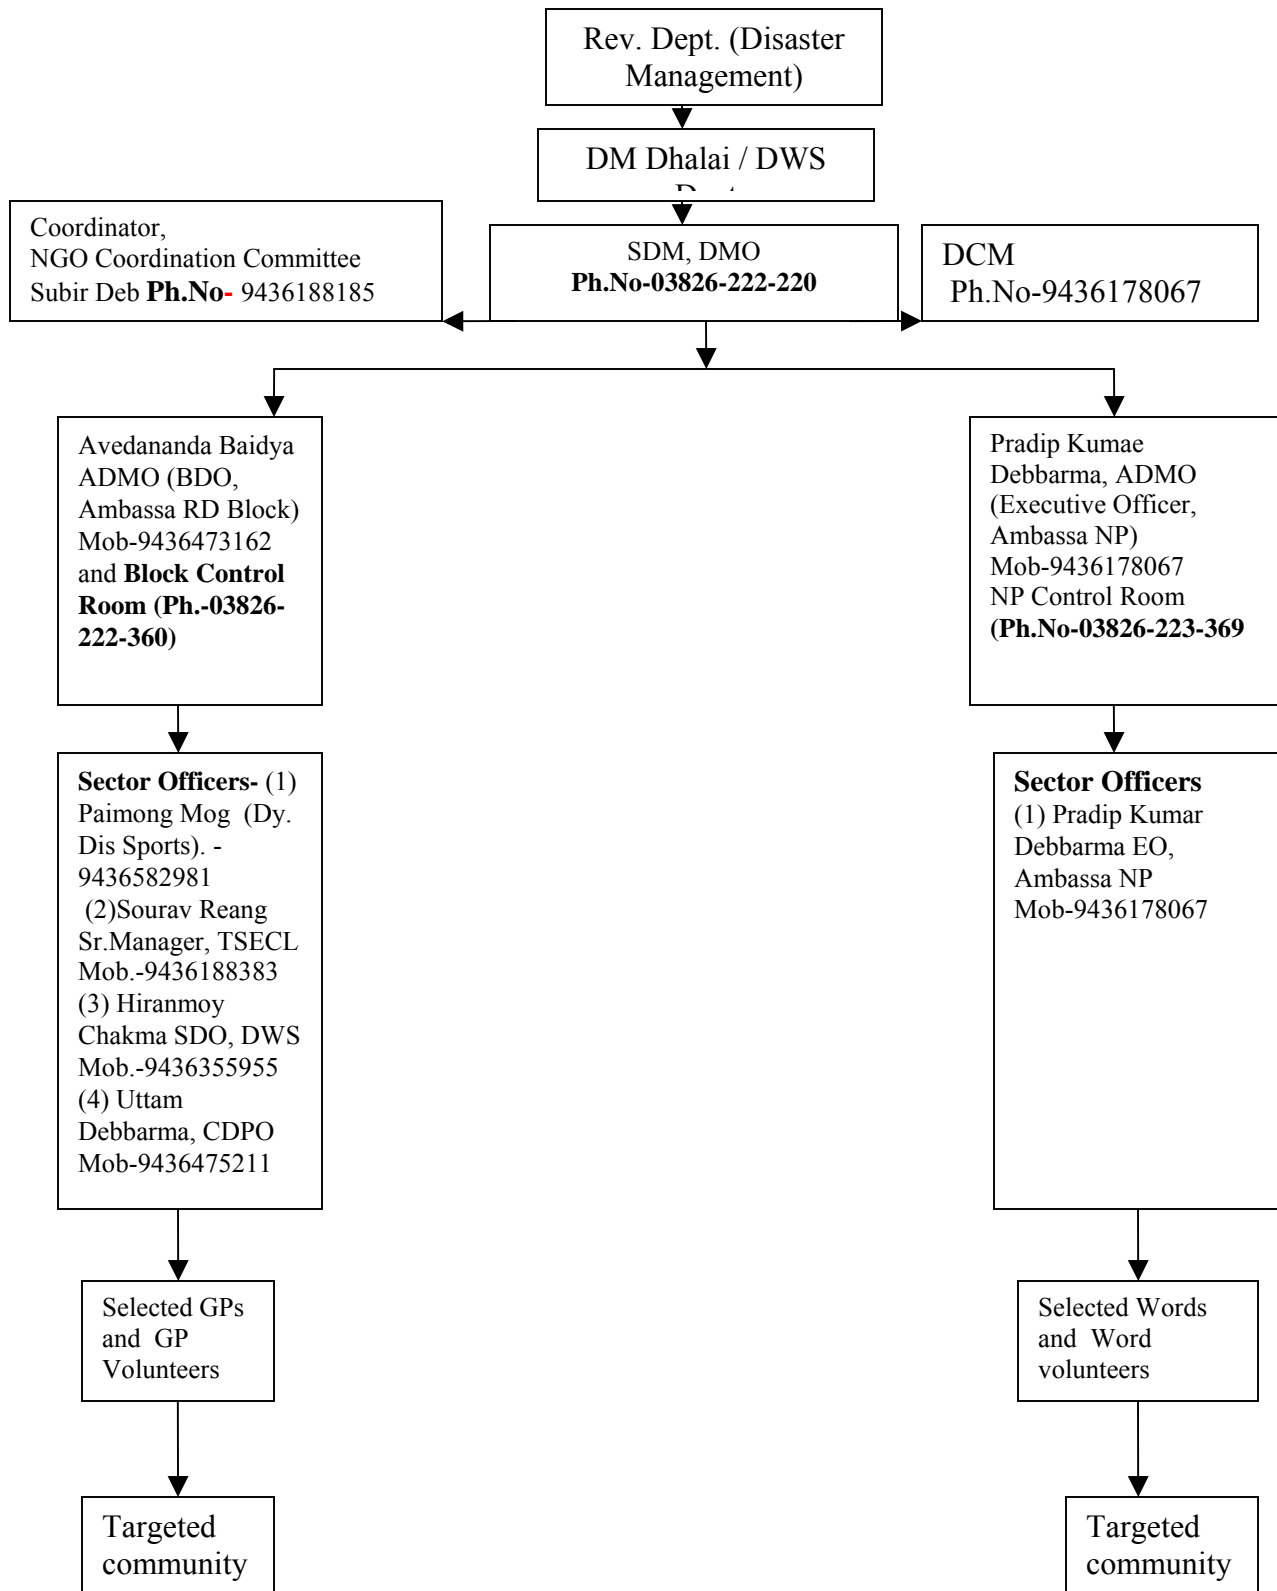 Rev. Dept. (Disaster
Management)
DM Dhalai / DWS
Coordinator,
NGO Coordination Committee
Subir Deb Ph.No- 9436188185
SDM, DMO
Ph.No-03826-222-220
DCM
Ph.No-9436178067
Avedananda Baidya
ADMO (BDO,
Ambassa RD Block)
Mob-9436473162
and Block Control
Room (Ph.-03826-
222-360)
Pradip Kumae
Debbarma, ADMO
(Executive Officer,
Ambassa NP)
Mob-9436178067
NP Control Room
(Ph.No-03826-223-369
Sector Officers- (1)
Paimong Mog (Dy.
Dis Sports). -
9436582981
(2)Sourav Reang
Sr.Manager, TSECL
Mob.-9436188383
(3) Hiranmoy
Chakma SDO, DWS
Mob.-9436355955
(4) Uttam
Debbarma, CDPO
Mob-9436475211
Sector Officers
(1) Pradip Kumar
Debbarma EO,
Ambassa NP
Mob-9436178067
Selected GPs
and GP
Volunteers
Selected Words
and Word
volunteers
Targeted
community
Targeted
community